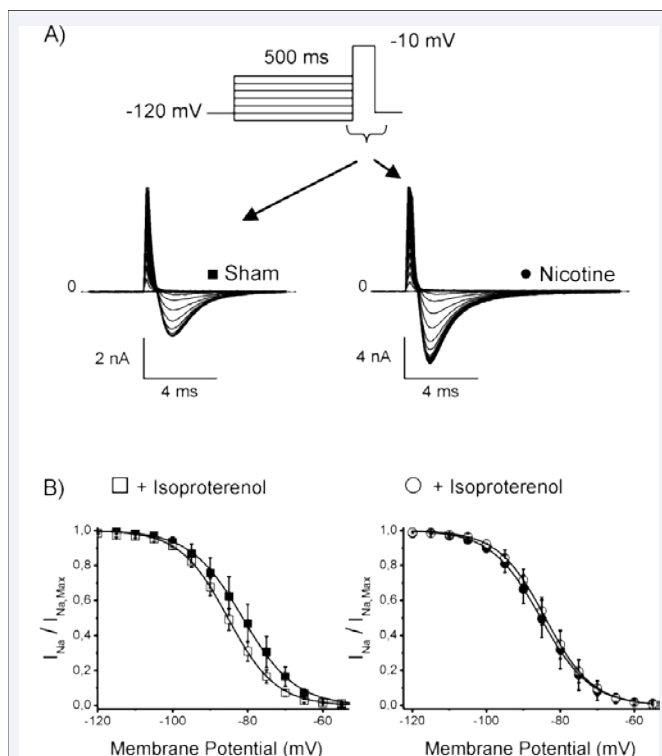 A)
500 ms
-10 mV
-120 mV
0
■ Sham
2 nA
4 ms
0
● Nicotine
4 nA
4 ms
B)
□ + Isoproterenol
○ + Isoproterenol
I_Na / I_Na,Max
1,0
0,8
0,6
0,4
0,2
0,0
-120 -100 -80 -60
Membrane Potential (mV)
I_Na / I_Na,Max
1,0
0,8
0,6
0,4
0,2
0,0
-120 -100 -80 -60
Membrane Potential (mV)